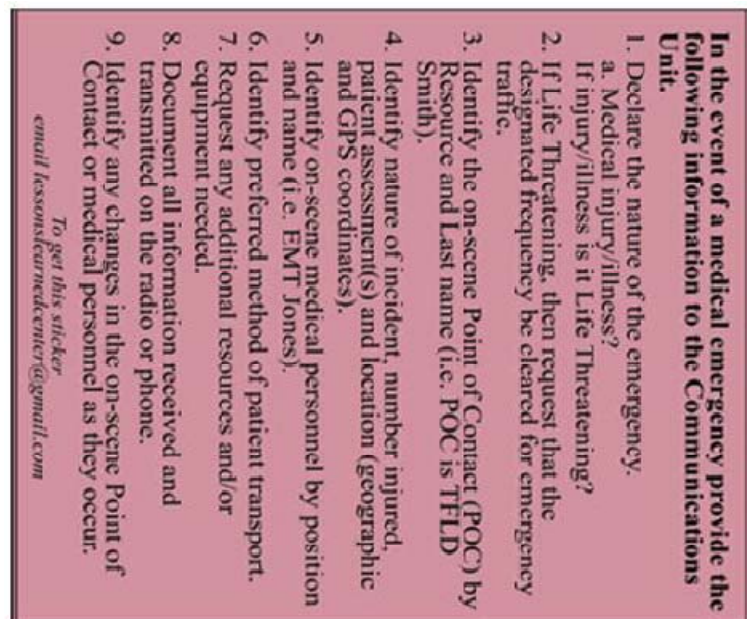 In the event of a medical emergency provide the
following information to the Communications
Unit.
1. Declare the nature of the emergency.
a. Medical injury/illness?
If injury/illness is it Life Threatening?
2. If Life Threatening, then request that the
designated frequency be cleared for emergency
traffic.
3. Identify the on-scene Point of Contact (POC) by
Resource and Last name (i.e. POC is TFLD
Smith).
4. Identify nature of incident, number injured,
patient assessment(s) and location (geographic
and GPS coordinates).
5. Identify on-scene medical personnel by position
and name (i.e. EMT Jones).
6. Identify preferred method of patient transport.
7. Request any additional resources and/or
equipment needed.
8. Document all information received and
transmitted on the radio or phone.
9. Identify any changes in the on-scene Point of
Contact or medical personnel as they occur.
To get this sticker
email lessonslearnedcenter@gmail.com